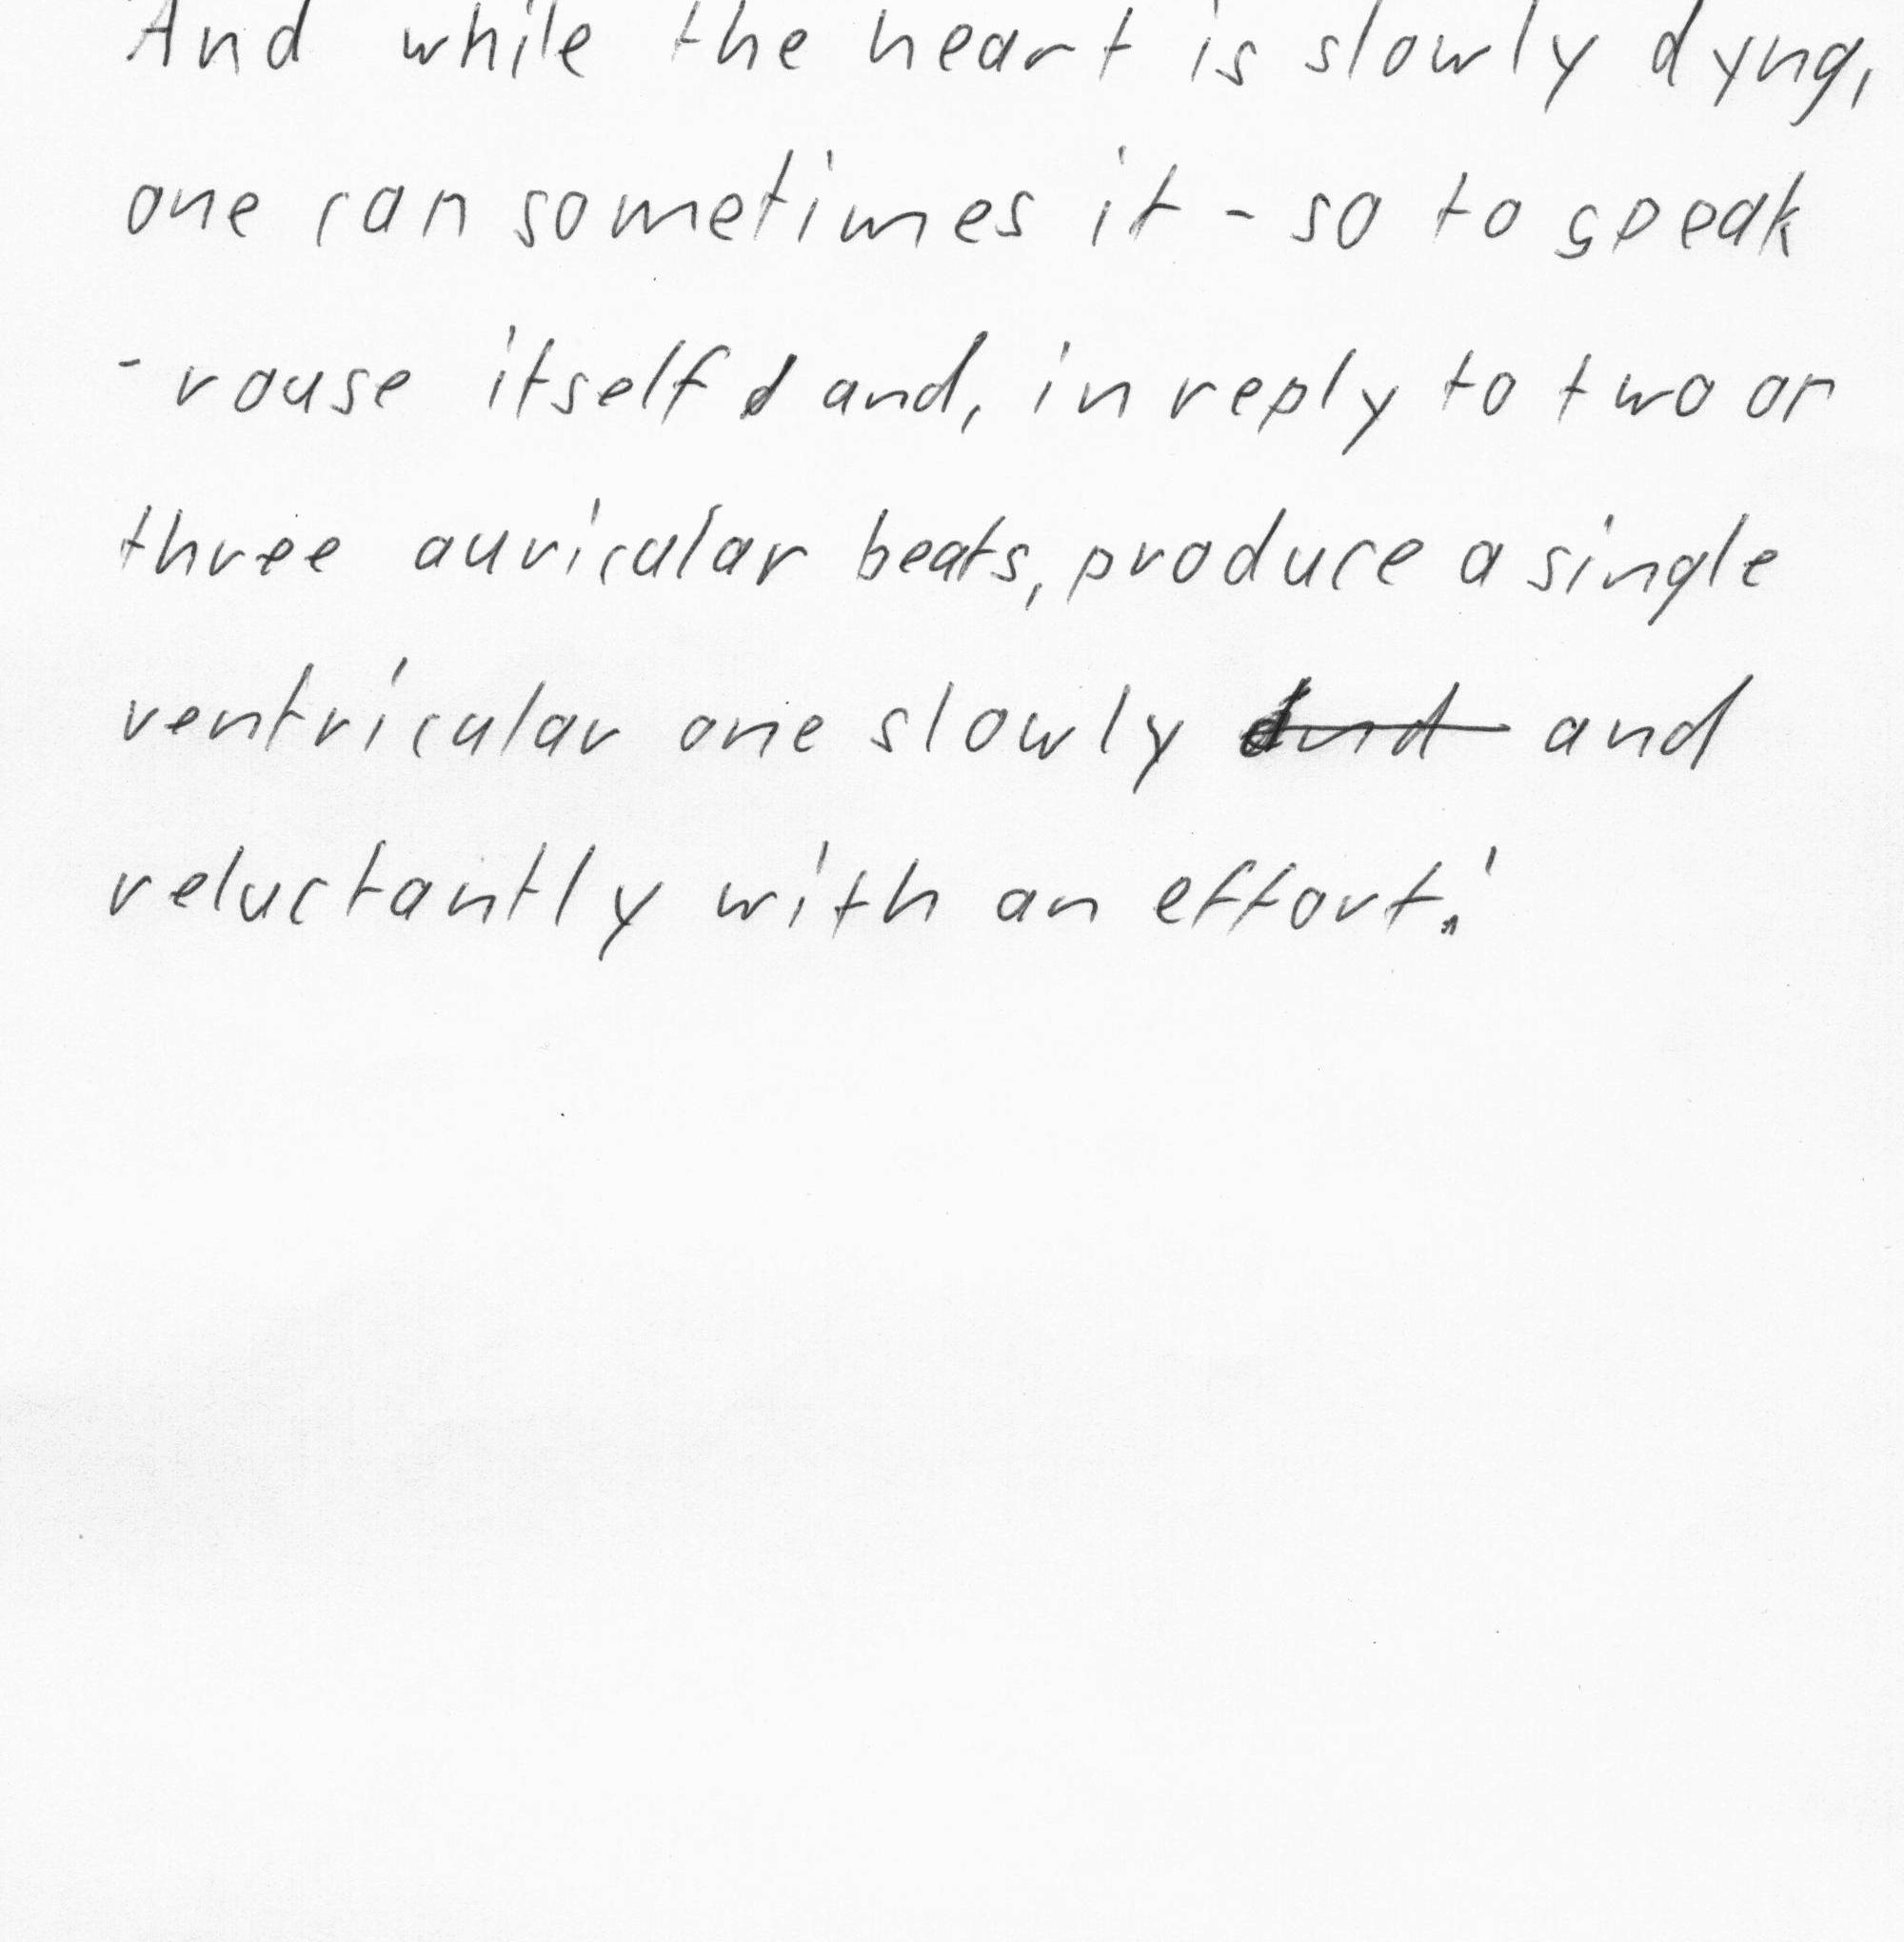 'And while the heart is slowly dyng,
one can sometimes it - so to speak
- rouse itself and, in reply to two or
three auricular beats, produce a single
ventricular one slowly and
reluctantly with an effort.'